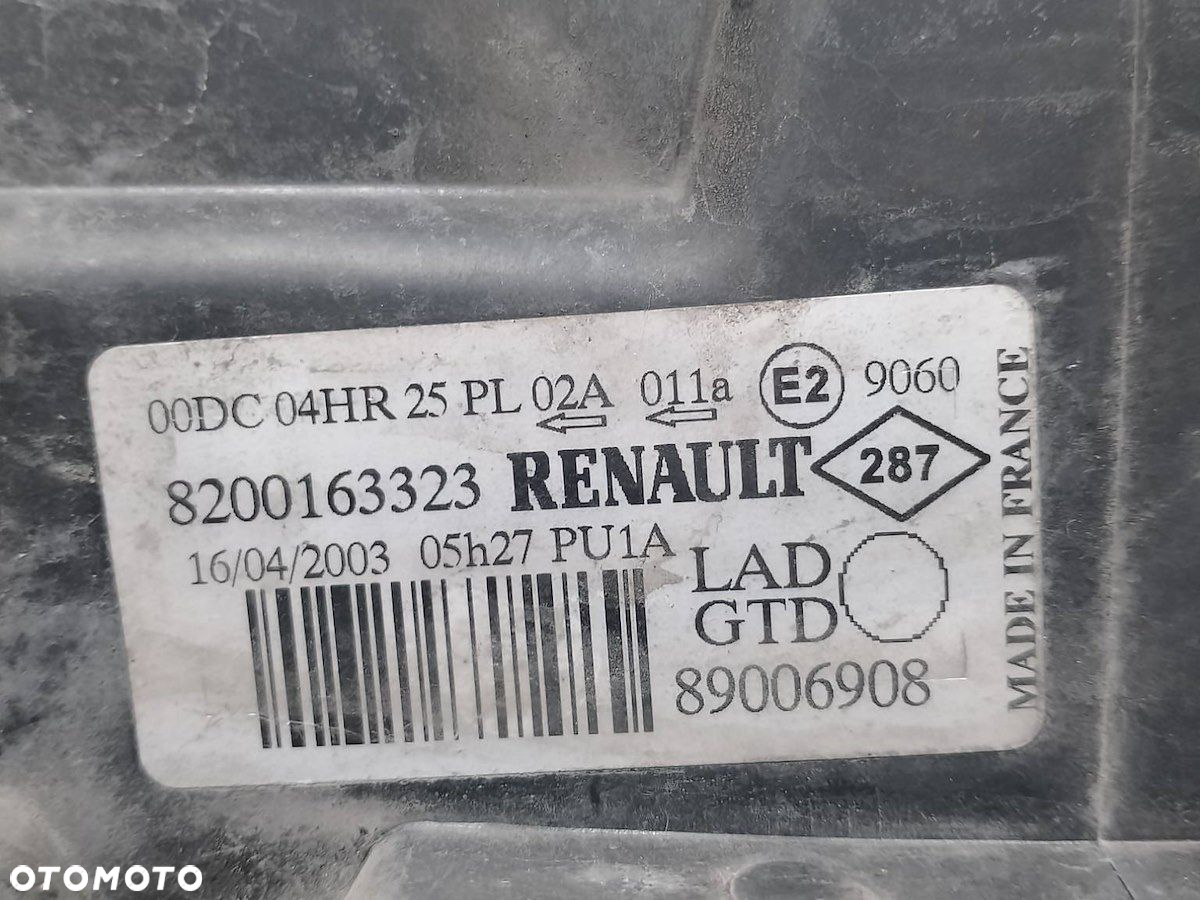 00DC 04HR 25 PL 02A 011a E2 9060
8200163323 RENAULT 287
16/04/2003 05h27 PU1A
LAD
GTD
89006908
MADE IN FRANCE
OTOMOTO